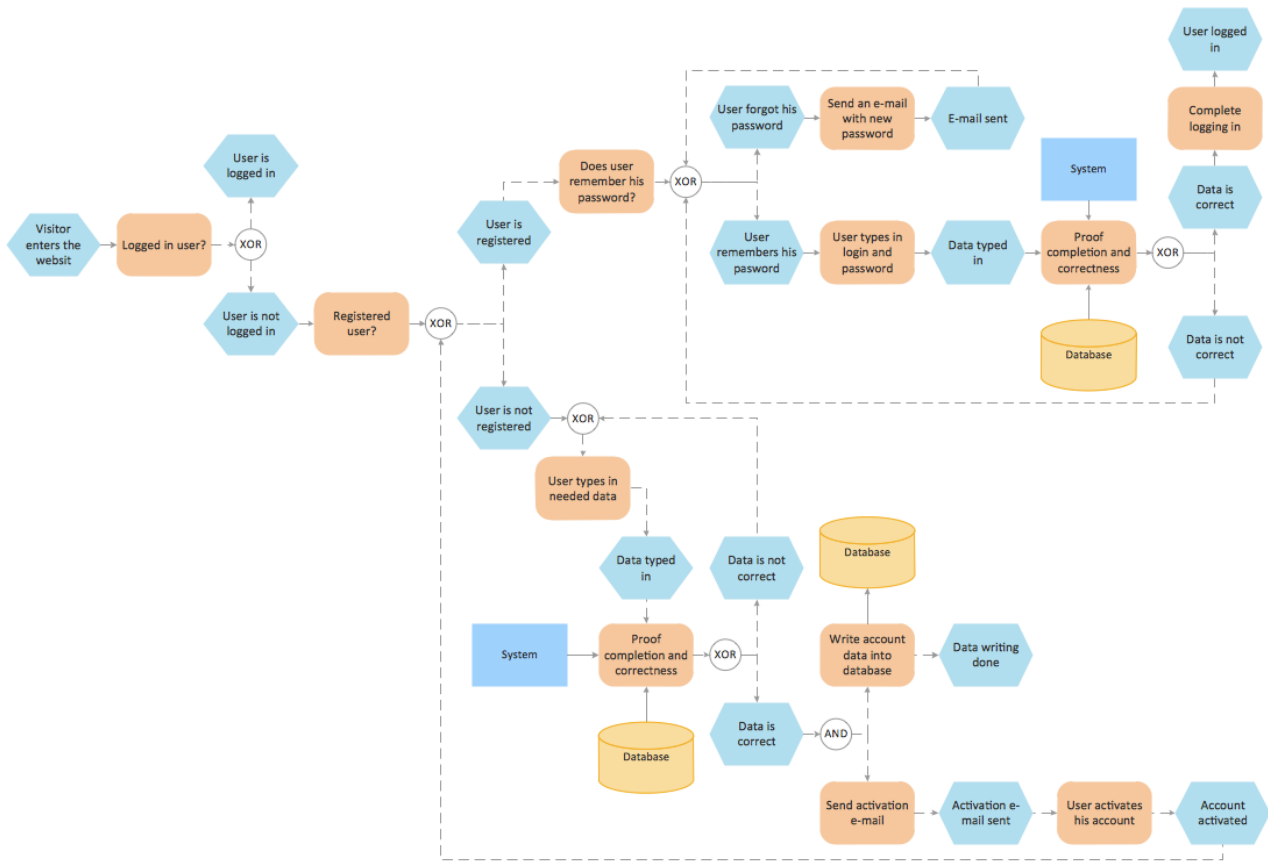 User logged
in
Complete
logging in
Data is
correct
User forgot his
password
Send an e-mail
with new
password
E-mail sent
System
User is
logged in
Does user
remember his
password?
XOR
Visitor
enters the
websit
Logged in user?
XOR
User is
registered
User
remembers his
pasword
User types in
login and
password
Data typed
in
Proof
completion and
correctness
XOR
User is not
logged in
Registered
user?
XOR
Database
Data is not
correct
User is not
registered
XOR
User types in
needed data
Data typed
in
Data is not
correct
Database
System
Proof
completion and
correctness
XOR
Write account
data into
database
Data writing
done
Database
Data is
correct
AND
Send activation
e-mail
Activation e-
mail sent
User activates
his account
Account
activated